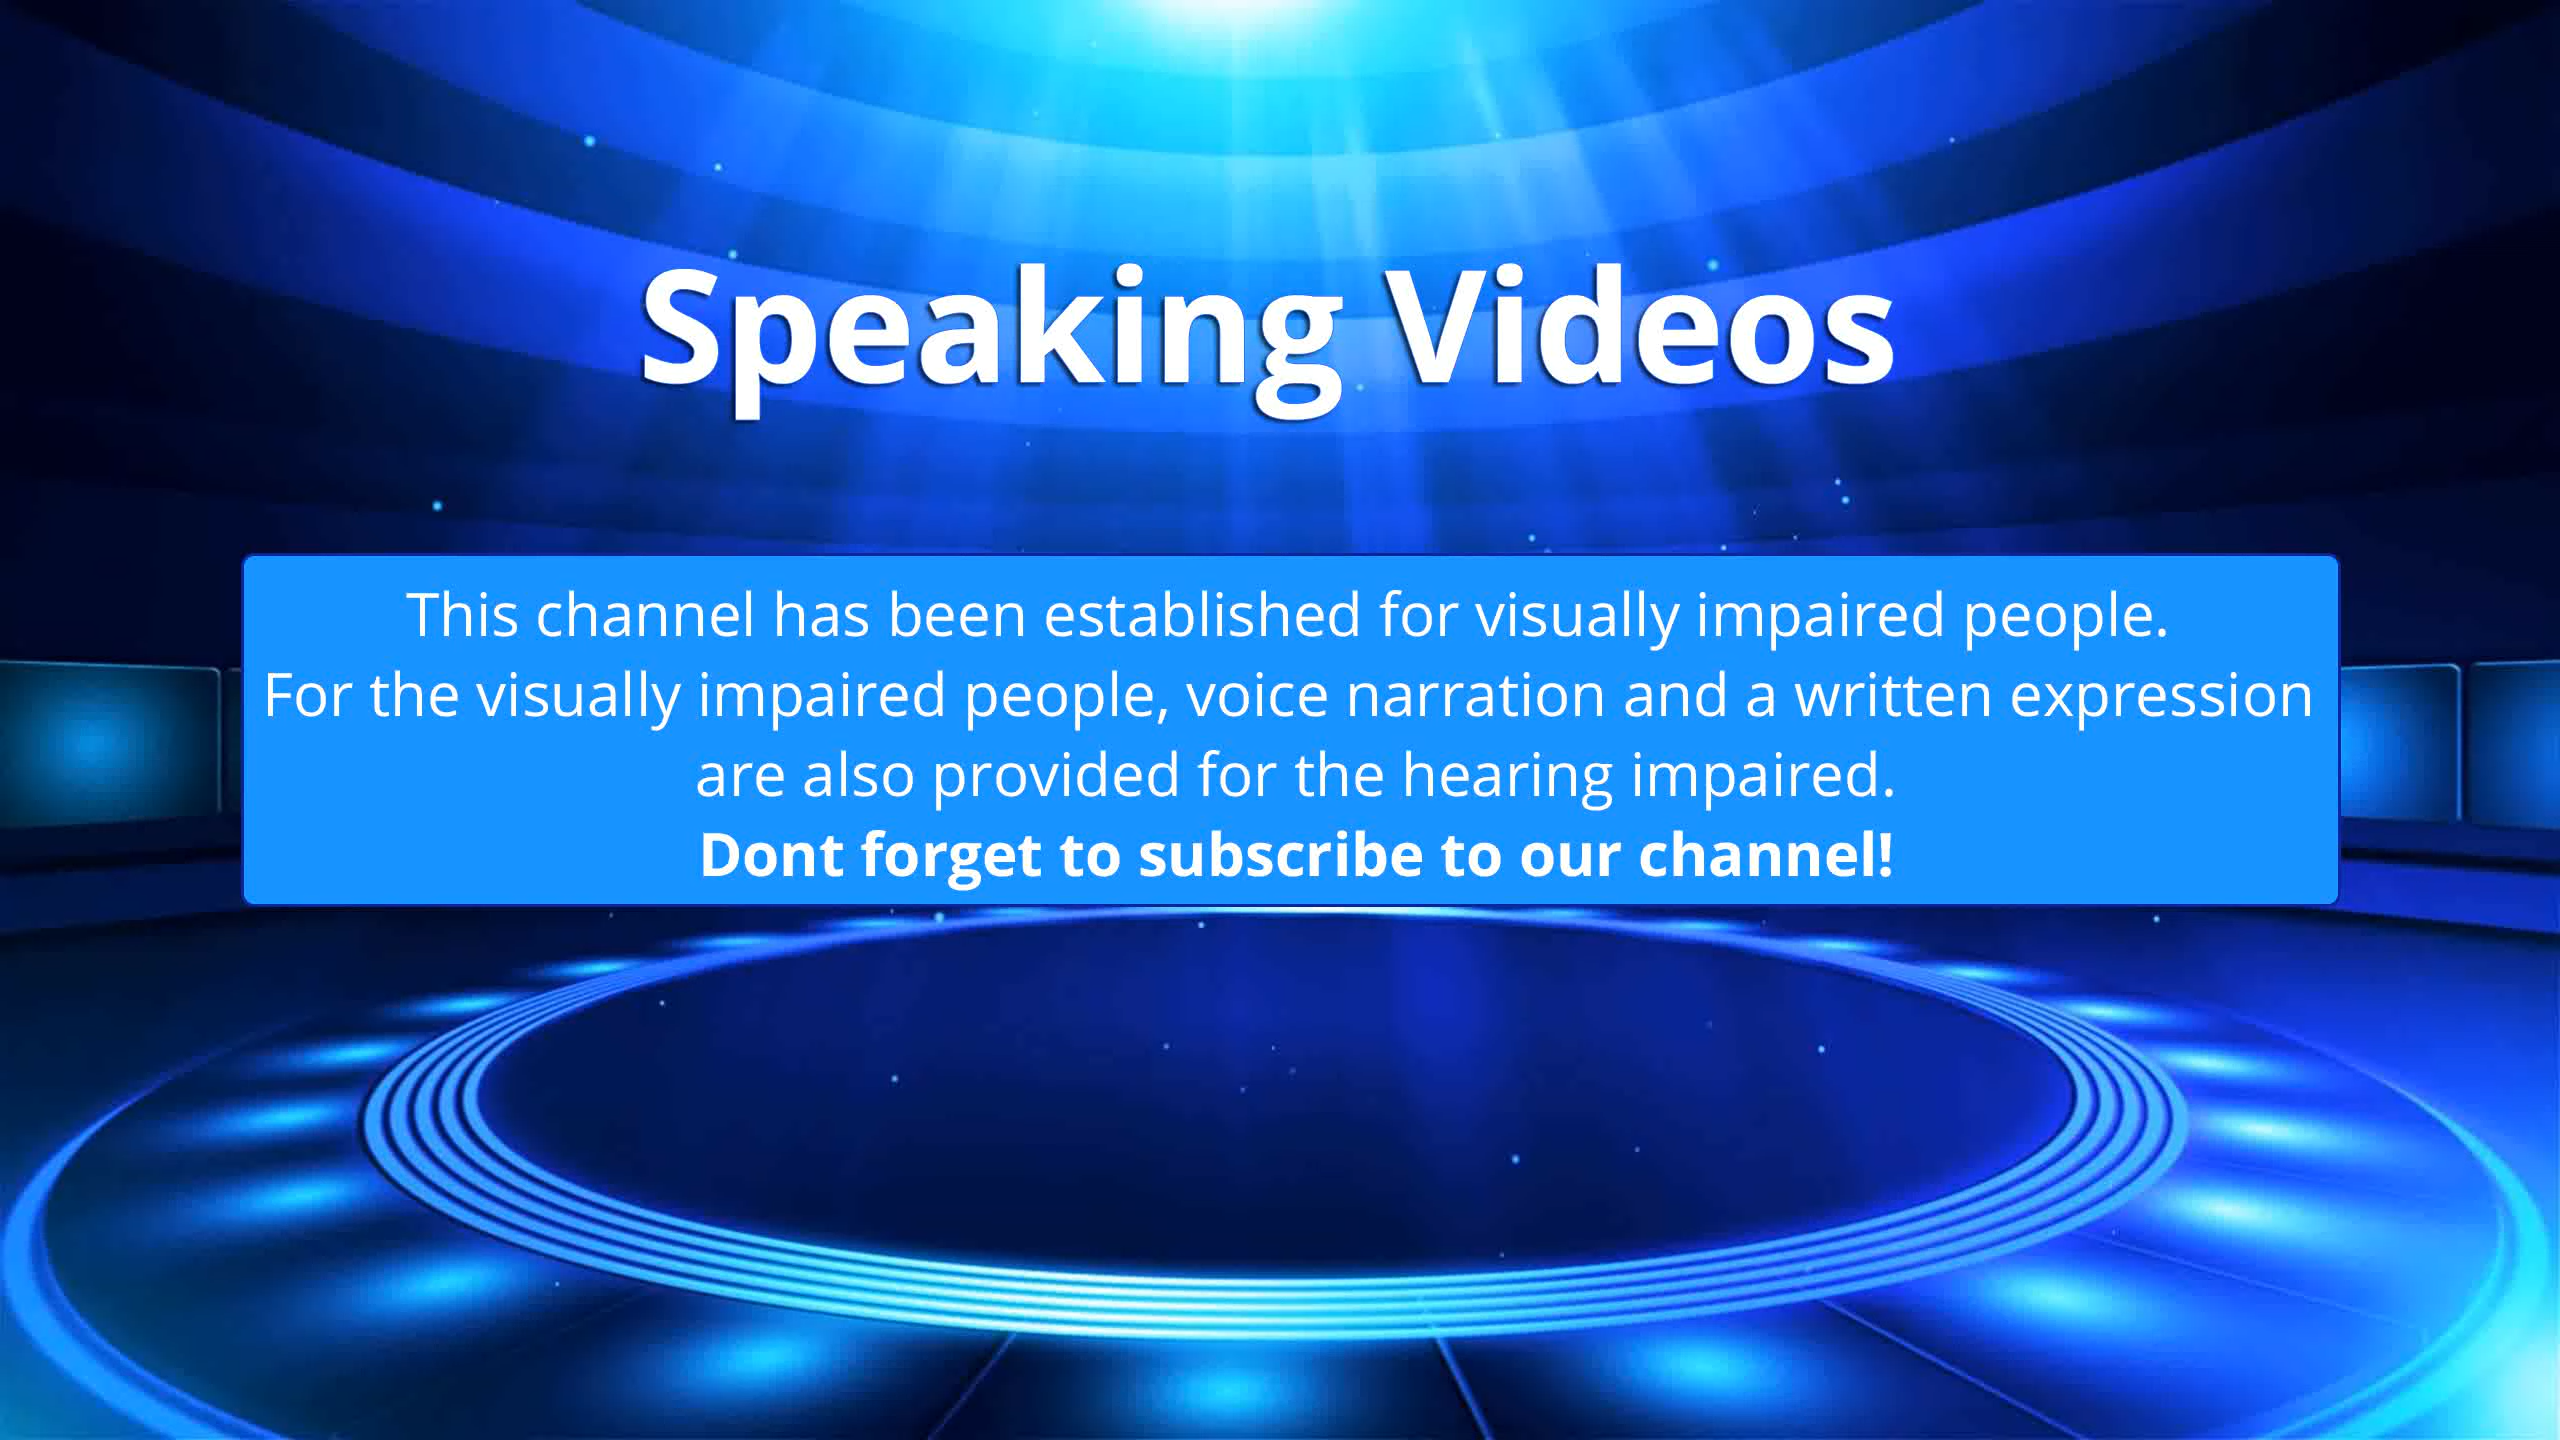 Speaking Videos
This channel has been established for visually impaired people.
For the visually impaired people, voice narration and a written expression
are also provided for the hearing impaired.
Dont forget to subscribe to our channel!